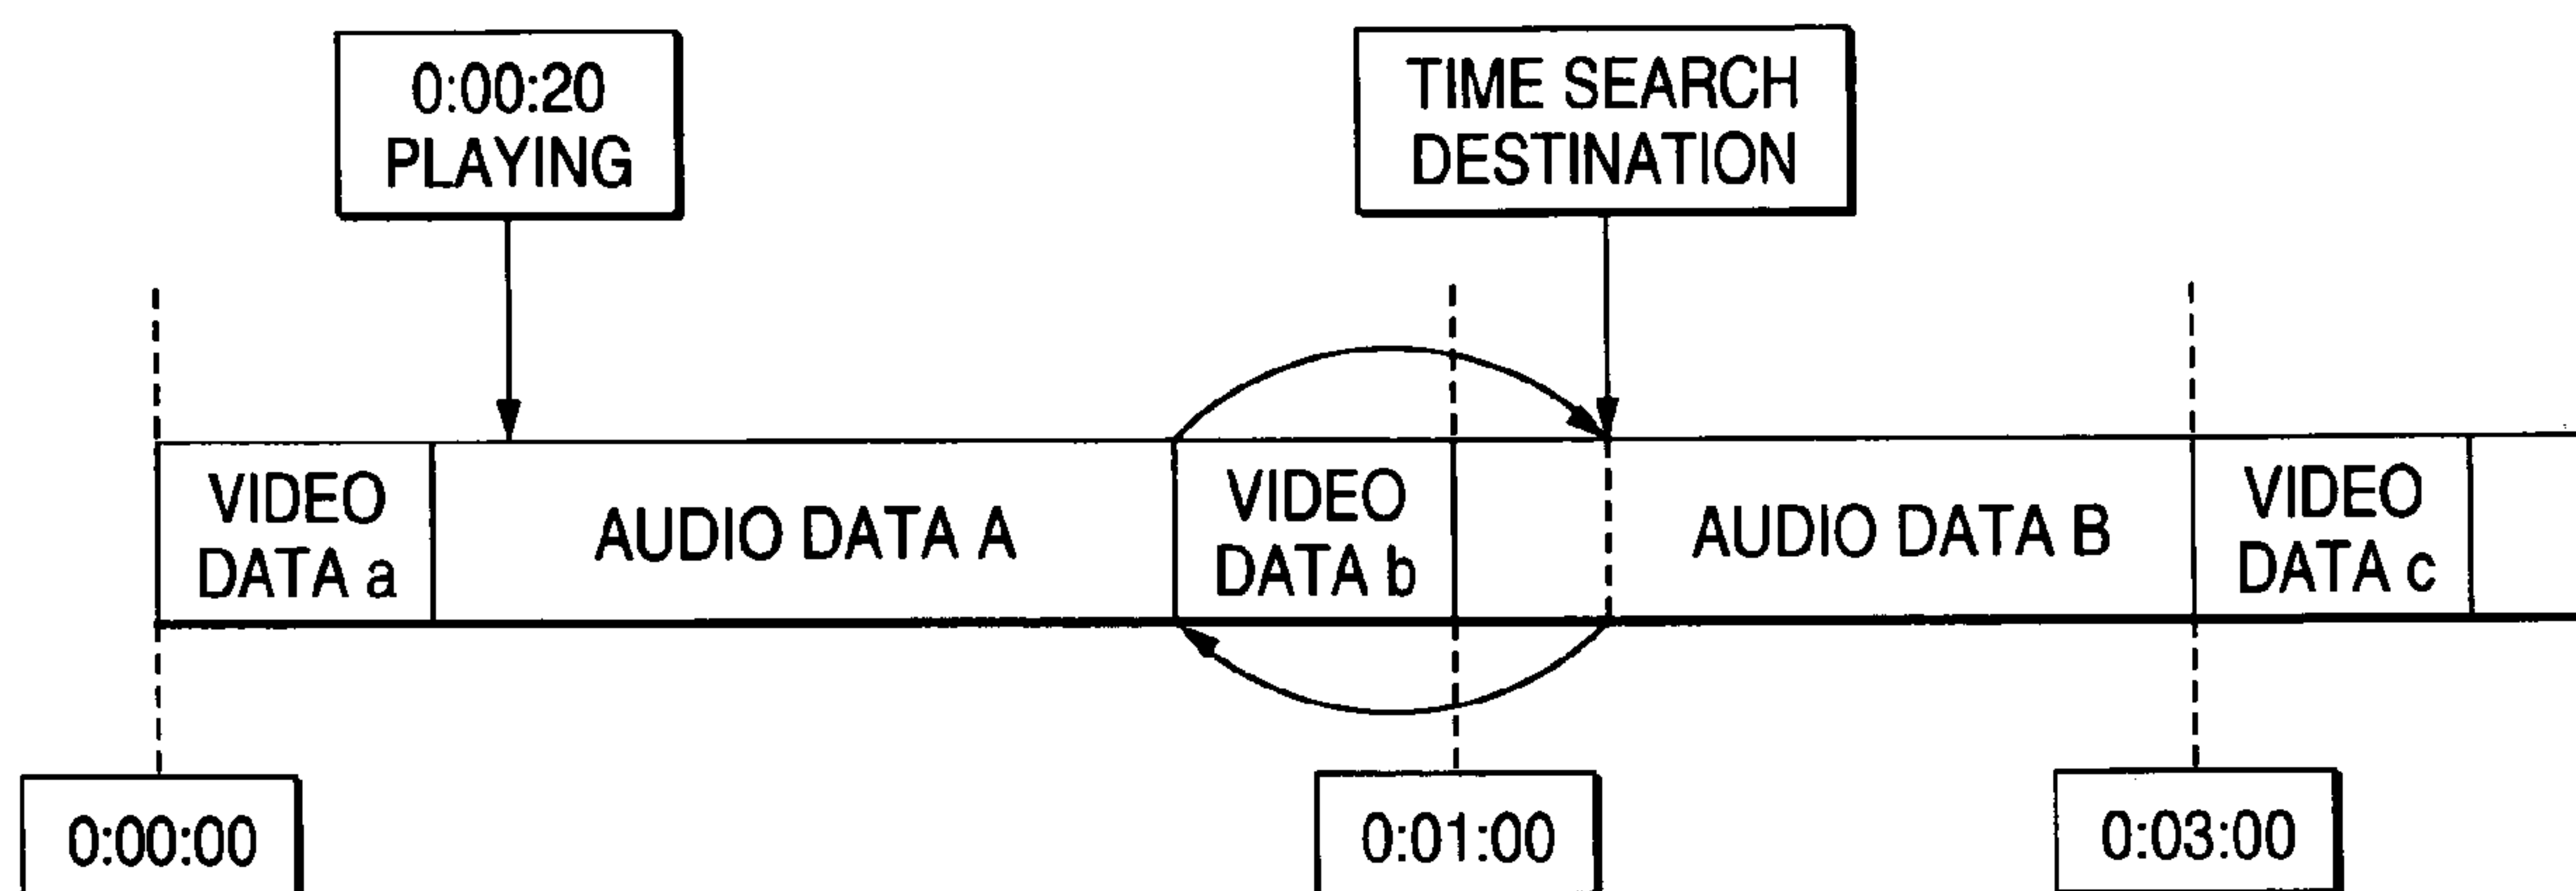 0:00:20
PLAYING
TIME SEARCH
DESTINATION
VIDEO
DATA a
AUDIO DATA A
VIDEO
DATA b
AUDIO DATA B
VIDEO
DATA c
0:00:00
0:01:00
0:03:00